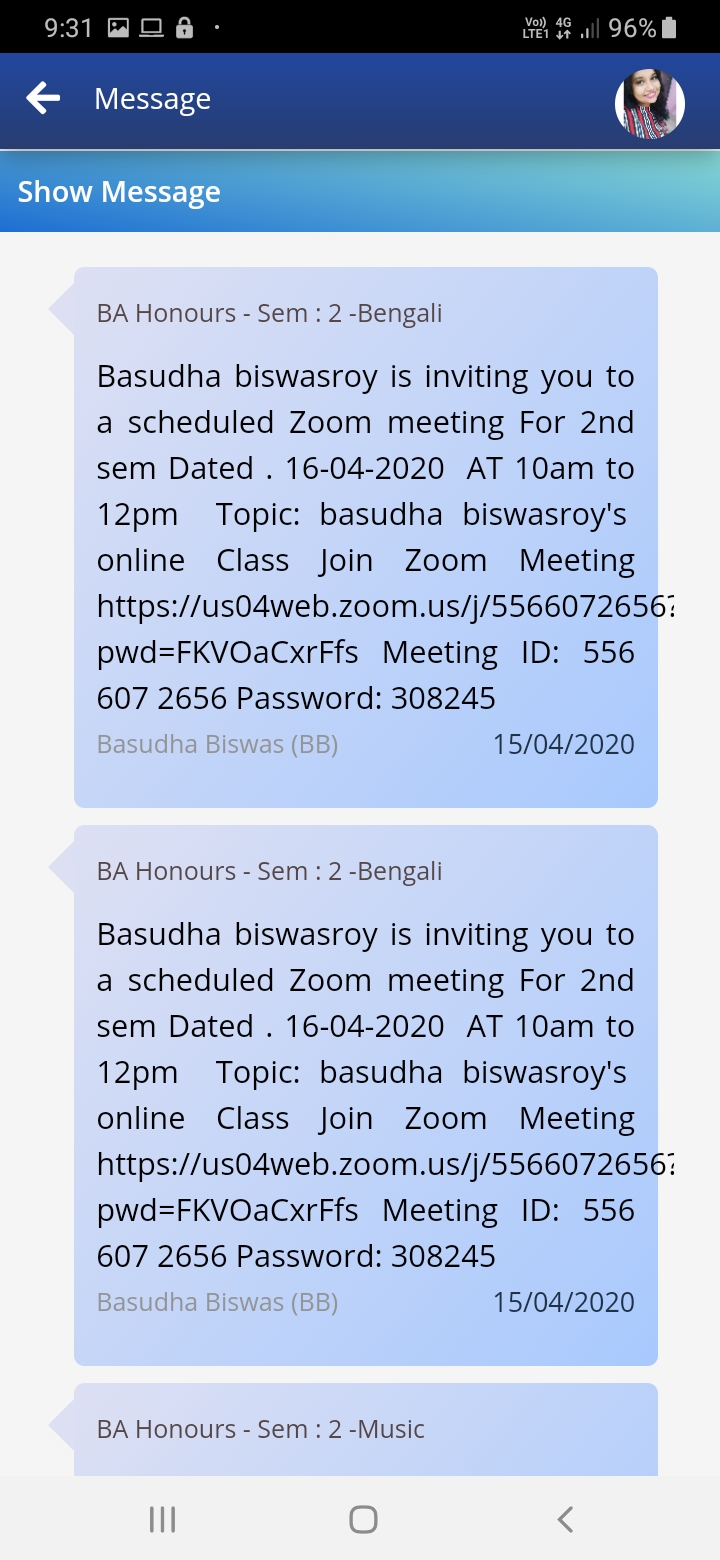 9:31
Vo)) LTE1 4G 96%
Message
Show Message
BA Honours - Sem : 2 -Bengali
Basudha biswasroy is inviting you to
a scheduled Zoom meeting For 2nd
sem Dated . 16-04-2020 AT 10am to
12pm Topic: basudha biswasroy's
online Class Join Zoom Meeting
https://us04web.zoom.us/j/5566072656?
pwd=FKVOaCxrFfs Meeting ID: 556
607 2656 Password: 308245
Basudha Biswas (BB) 15/04/2020
BA Honours - Sem : 2 -Bengali
Basudha biswasroy is inviting you to
a scheduled Zoom meeting For 2nd
sem Dated . 16-04-2020 AT 10am to
12pm Topic: basudha biswasroy's
online Class Join Zoom Meeting
https://us04web.zoom.us/j/5566072656?
pwd=FKVOaCxrFfs Meeting ID: 556
607 2656 Password: 308245
Basudha Biswas (BB) 15/04/2020
BA Honours - Sem : 2 -Music